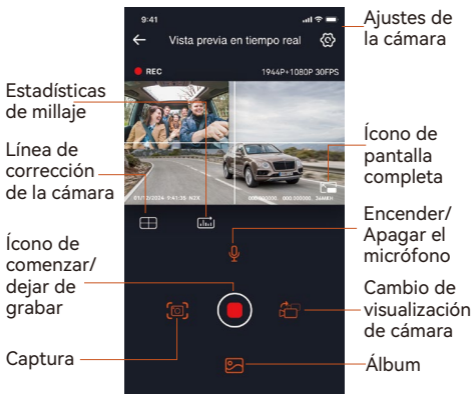 9:41
Vista previa en tiempo real
REC
1944P+1080P 30FPS
Ajustes de
la cámara
Estadísticas
de millaje
Línea de
corrección
de la cámara
Ícono de
comenzar/
dejar de
grabar
Captura
Ícono de
pantalla
completa
Encender/
Apagar el
micrófono
Cambio de
visualización
de cámara
Álbum